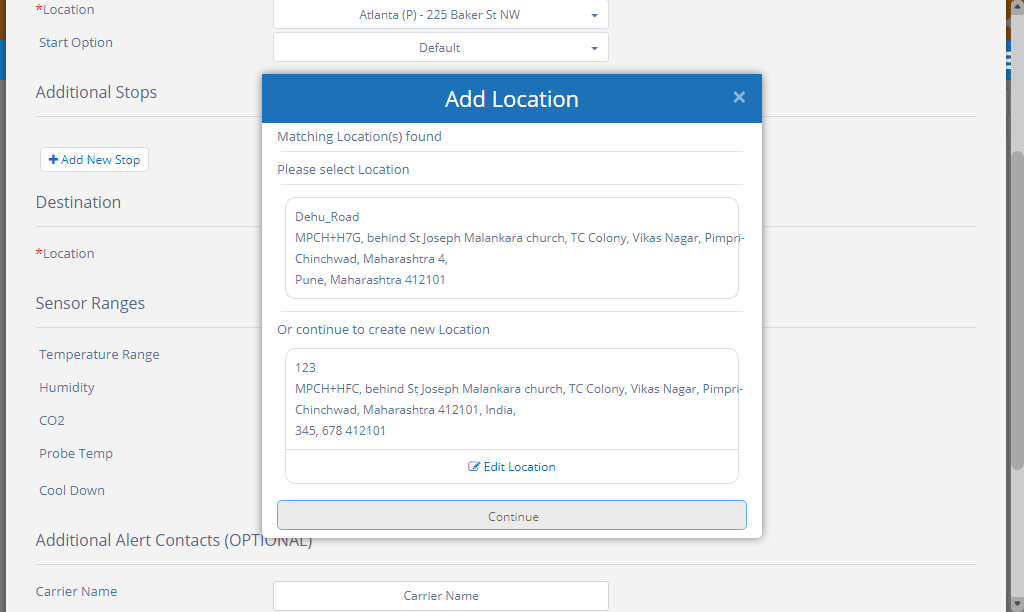 *Location
Atlanta (P) - 225 Baker St NW
Start Option
Default
Additional Stops
Add New Stop
Destination
*Location
Sensor Ranges
Temperature Range
Humidity
CO2
Probe Temp
Cool Down
Additional Alert Contacts (OPTIONAL)
Carrier Name
Carrier Name
Add Location
×
Matching Location(s) found
Please select Location
Dehu_Road
MPCH+H7G, behind St Joseph Malankara church, TC Colony, Vikas Nagar, Pimpri-
Chinchwad, Maharashtra 4,
Pune, Maharashtra 412101
Or continue to create new Location
123
MPCH+HFC, behind St Joseph Malankara church, TC Colony, Vikas Nagar, Pimpri-
Chinchwad, Maharashtra 412101, India,
345, 678 412101
Edit Location
Continue